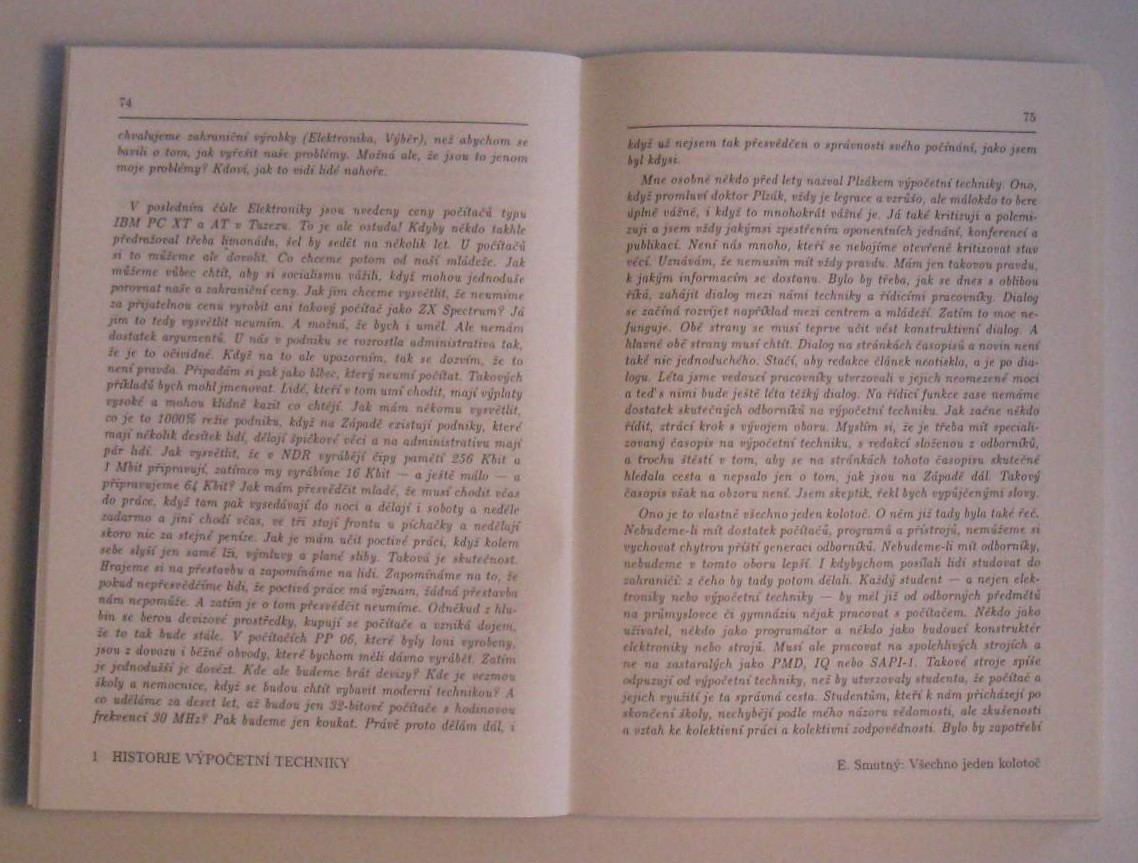 74
chvalujeme zahraniční výrobky (Elektronika, Výběr), než abychom se
bavili o tom, jak vyřešit naše problémy. Možná ale, že jsou to jenom
moje problémy? Kdoví, jak to vidí lidé nahoře.
V posledním čísle Elektroniky jsou uvedeny ceny počítačů typu
IBM PC XT a AT v Tuzexu. To je ale ostuda! Kdyby někdo takhle
předražoval třeba limonádu, šel by sedět na několik let. U počítačů
si to můžeme ale dovolit. Co chceme potom od naší mládeže. Jak
můžeme vůbec chtít, aby si socialismu vážili, když mohou jednoduše
porovnat naše a zahraniční ceny. Jak jim chceme vysvětlit, že neumíme
za přijatelnou cenu vyrobit ani takový počítač jako ZX Spectrum? Já
jim to tedy vysvětlit neumím. A možná, že bych i uměl. Ale nemám
dostatek argumentů. U nás v podniku se rozrostla administrativa tak,
že je to očividné. Když na to ale upozorním, tak se dozvím, že to
není pravda. Připadám si pak jako blbec, který neumí počítat. Takových
příkladů bych mohl jmenovat. Lidé, kteří v tom umí chodit, mají výplaty
vysoké a mohou klidně kazit co chtějí. Jak mám někomu vysvětlit,
co je to 1000% režie podniku, když na Západě existují podniky, které
mají několik desítek lidí, dělají špičkové věci a na administrativu mají
pár lidí. Jak vysvětlit, že v NDR vyrábějí čipy pamětí 256 Kbit a
1 Mbit připravují, zatímco my vyrábíme 16 Kbit — a ještě málo — a
připravujeme 64 Kbit? Jak mám přesvědčit mladé, že musí chodit včas
do práce, když tam pak vysedávají do noci a dělají i soboty a neděle
zadarmo a jiní chodí včas, ve tři stojí frontu u píchačky a nedělají
skoro nic za stejné peníze. Jak je mám učit poctivé práci, když kolem
sebe slyší jen samé lži, výmluvy a plané sliby. Taková je skutečnost.
Hrajeme si na přestavbu a zapomínáme na lidi. Zapomínáme na to, že
pokud nepřesvědčíme lidi, že poctivá práce má význam, žádná přestavba
nám nepomůže. A zatím je o tom přesvědčit neumíme. Odněkud z hlu-
bin se berou devizové prostředky, kupují se počítače a vzniká dojem,
že to tak bude stále. V počítačích PP 06, které byly loni vyrobeny,
jsou z dovozu i běžné obvody, které bychom měli dávno vyrábět. Zatím
je jednodušší je dovézt. Kde ale budeme brát devizy? Kde je vezmou
školy a nemocnice, když se budou chtít vybavit moderní technikou? A
co uděláme za deset let, až budou jen 32-bitové počítače s hodinovou
frekvencí 30 MHz? Pak budeme jen koukat. Právě proto dělám dál, i
1 HISTORIE VÝPOČETNÍ TECHNIKY
75
když už nejsem tak přesvědčen o správnosti svého počínání, jako jsem
byl kdysi.
Mne osobně někdo před lety nazval Plzákem výpočetní techniky. Ono,
když promluví doktor Plzák, vždy je legrace a vzrůšo, ale málokdo to bere
úplně vážně, i když to mnohokrát vážné je. Já také kritizuji a polemi-
zuji a jsem vždy jakýmsi zpestřením oponentních jednání, konferencí a
publikací. Není nás mnoho, kteří se nebojíme otevřeně kritizovat stav
věcí. Uznávám, že nemusím mít vždy pravdu. Mám jen takovou pravdu,
k jakým informacím se dostanu. Bylo by třeba, jak se dnes s oblibou
říká, zahájit dialog mezi námi techniky a řídícími pracovníky. Dialog
se začíná rozvíjet například mezi centrem a mládeží. Zatím to moc ne-
funguje. Obě strany se musí teprve učit vést konstruktivní dialog. A
hlavně obě strany musí chtít. Dialog na stránkách časopisů a novin není
také nic jednoduchého. Stačí, aby redakce článek neotiskla, a je po dia-
logu. Léta jsme vedoucí pracovníky utvrzovali v jejich neomezené moci
a teď s nimi bude ještě léta těžký dialog. Na řídící funkce zase nemáme
dostatek skutečných odborníků na výpočetní techniku. Jak začne někdo
řídit, ztrácí krok s vývojem oboru. Myslím si, že je třeba mít speciali-
zovaný časopis na výpočetní techniku, s redakcí složenou z odborníků,
a trochu štěstí v tom, aby se na stránkách tohoto časopisu skutečně
hledala cesta a nepsalo jen o tom, jak jsou na Západě dál. Takový
časopis však na obzoru není. Jsem skeptik, řekl bych vypůjčenými slovy.
Ono je to vlastně všechno jeden kolotoč. O něm již tady byla také řeč.
Nebudeme-li mít dostatek počítačů, programů a přístrojů, nemůžeme si
vychovat chytrou příští generaci odborníků. Nebudeme-li mít odborníky,
nebudeme v tomto oboru lepší. I kdybychom posílali lidi studovat do
zahraničí: z čeho by tady potom dělali. Každý student — a nejen elek-
troniky nebo výpočetní techniky — by měl již od odborných předmětů
na průmyslovce či gymnáziu nějak pracovat s počítačem. Někdo jako
uživatel, někdo jako programátor a někdo jako budoucí konstruktér
elektroniky nebo strojů. Musí ale pracovat na spolehlivých strojích a
ne na zastaralých jako PMD, IQ nebo SAPI-1. Takové stroje spíše
odpuzují od výpočetní techniky, než by utvrzovaly studenta, že počítač a
jejich využití je ta správná cesta. Studentům, kteří k nám přicházejí po
skončení školy, nechybějí podle mého názoru vědomosti, ale zkušenosti
a vztah ke kolektivní práci a kolektivní zodpovědnosti. Bylo by zapotřebí
E. Smutný: Všechno jeden kolotoč